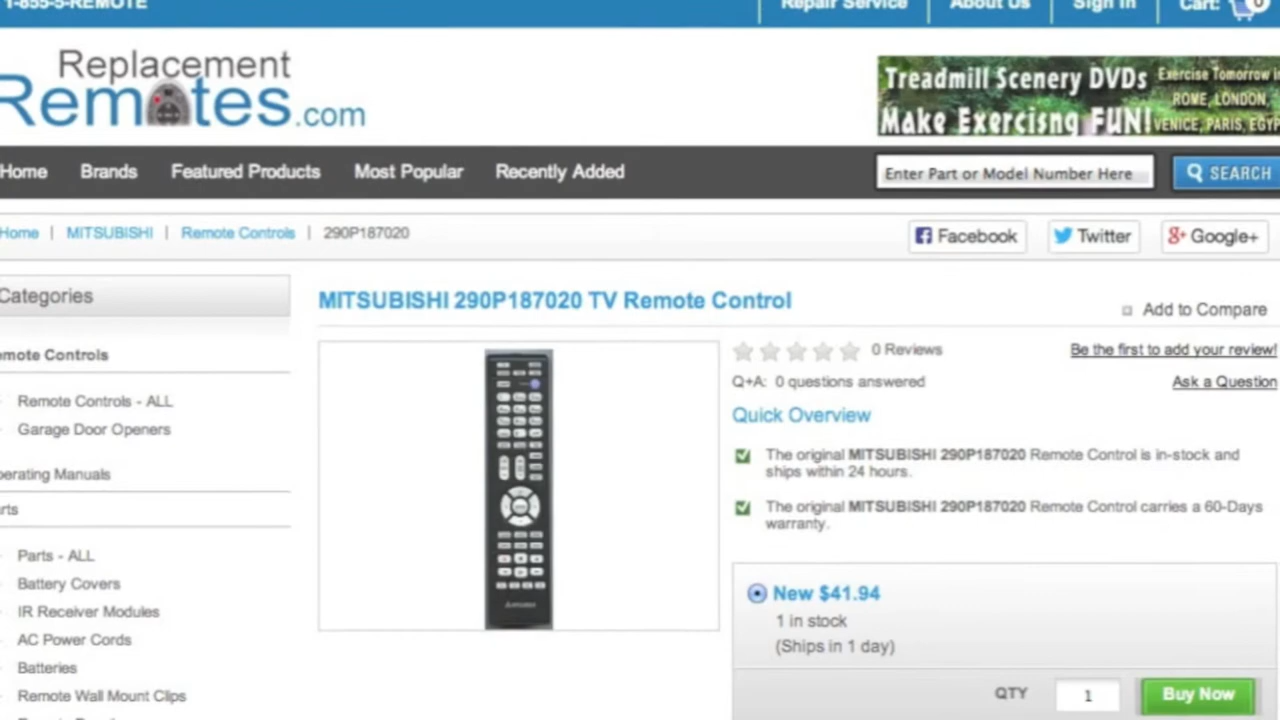 1-855-5-REMOTE
Repair Service
About Us
Sign In
Cart: 0
Replacement
Remotes.com
Treadmill Scenery DVDs
Make Exercisng FUN!
Exercise Tomorrow in
ROME, LONDON,
VENICE, PARIS, EGYP
Home
Brands
Featured Products
Most Popular
Recently Added
Enter Part or Model Number Here
SEARCH
Home | MITSUBISHI | Remote Controls | 290P187020
Facebook
Twitter
Google+
Categories
MITSUBISHI 290P187020 TV Remote Control
Add to Compare
emote Controls
0 Reviews
Be the first to add your review!
Q+A: 0 questions answered
Ask a Question
Remote Controls - ALL
Garage Door Openers
Quick Overview
perating Manuals
The original MITSUBISHI 290P187020 Remote Control is in-stock and
ships within 24 hours.
rts
The original MITSUBISHI 290P187020 Remote Control carries a 60-Days
warranty.
Parts - ALL
Battery Covers
IR Receiver Modules
AC Power Cords
Batteries
Remote Wall Mount Clips
New $41.94
1 in stock
(Ships in 1 day)
QTY
1
Buy Now